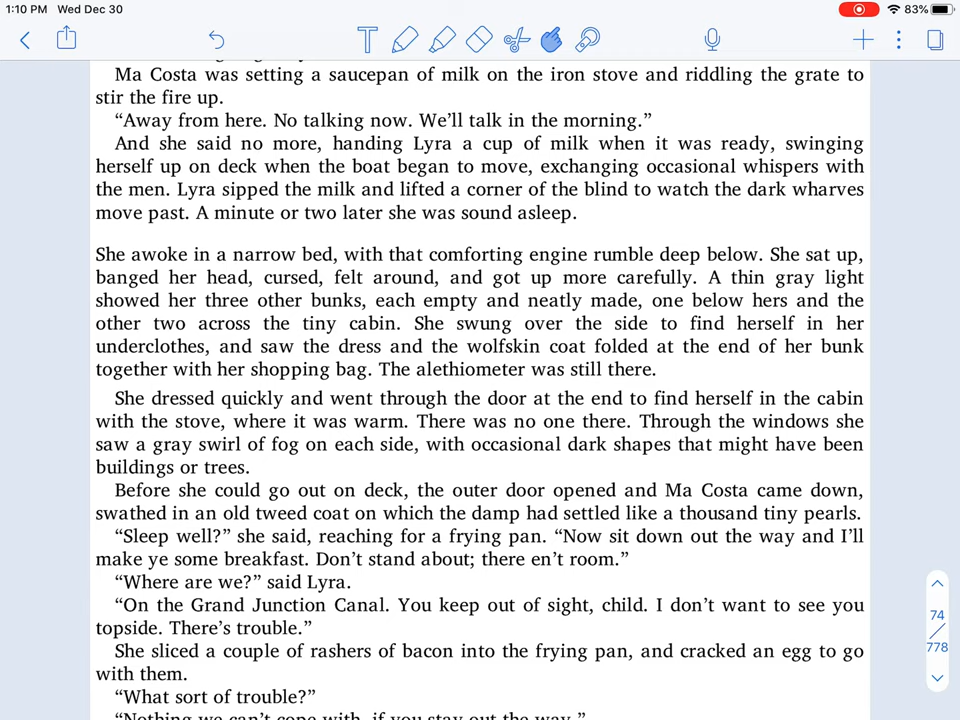 1:10 PM Wed Dec 30
83%
Ma Costa was setting a saucepan of milk on the iron stove and riddling the grate to
stir the fire up.
“Away from here. No talking now. We’ll talk in the morning.”
And she said no more, handing Lyra a cup of milk when it was ready, swinging
herself up on deck when the boat began to move, exchanging occasional whispers with
the men. Lyra sipped the milk and lifted a corner of the blind to watch the dark wharves
move past. A minute or two later she was sound asleep.
She awoke in a narrow bed, with that comforting engine rumble deep below. She sat up,
banged her head, cursed, felt around, and got up more carefully. A thin gray light
showed her three other bunks, each empty and neatly made, one below hers and the
other two across the tiny cabin. She swung over the side to find herself in her
underclothes, and saw the dress and the wolfskin coat folded at the end of her bunk
together with her shopping bag. The alethiometer was still there.
She dressed quickly and went through the door at the end to find herself in the cabin
with the stove, where it was warm. There was no one there. Through the windows she
saw a gray swirl of fog on each side, with occasional dark shapes that might have been
buildings or trees.
Before she could go out on deck, the outer door opened and Ma Costa came down,
swathed in an old tweed coat on which the damp had settled like a thousand tiny pearls.
“Sleep well?” she said, reaching for a frying pan. “Now sit down out the way and I’ll
make ye some breakfast. Don’t stand about; there en’t room.”
“Where are we?” said Lyra.
“On the Grand Junction Canal. You keep out of sight, child. I don’t want to see you
topside. There’s trouble.”
She sliced a couple of rashers of bacon into the frying pan, and cracked an egg to go
with them.
“What sort of trouble?”
“Nothing we can’t cope with, if you stay out the way.”
74
778